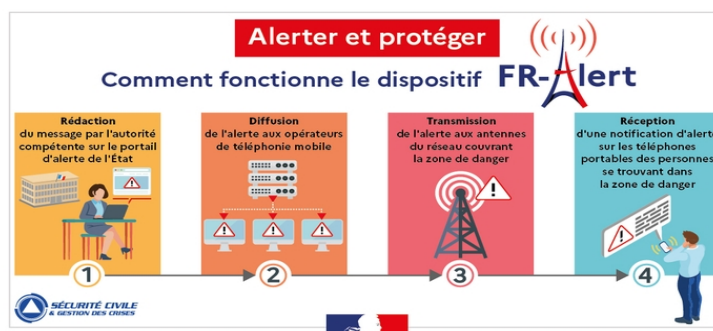 Alerter et protéger
Comment fonctionne le dispositif FR-Alert
Rédaction
du message par l'autorité
compétente sur le portail
d'alerte de l'État
1
Diffusion
de l'alerte aux opérateurs
de téléphonie mobile
2
Transmission
de l'alerte aux antennes
du réseau couvrant
la zone de danger
3
Réception
d'une notification d'alerte
sur les téléphones
portables des personnes
se trouvant dans
la zone de danger
4
SÉCURITÉ CIVILE
& GESTION DES CRISES